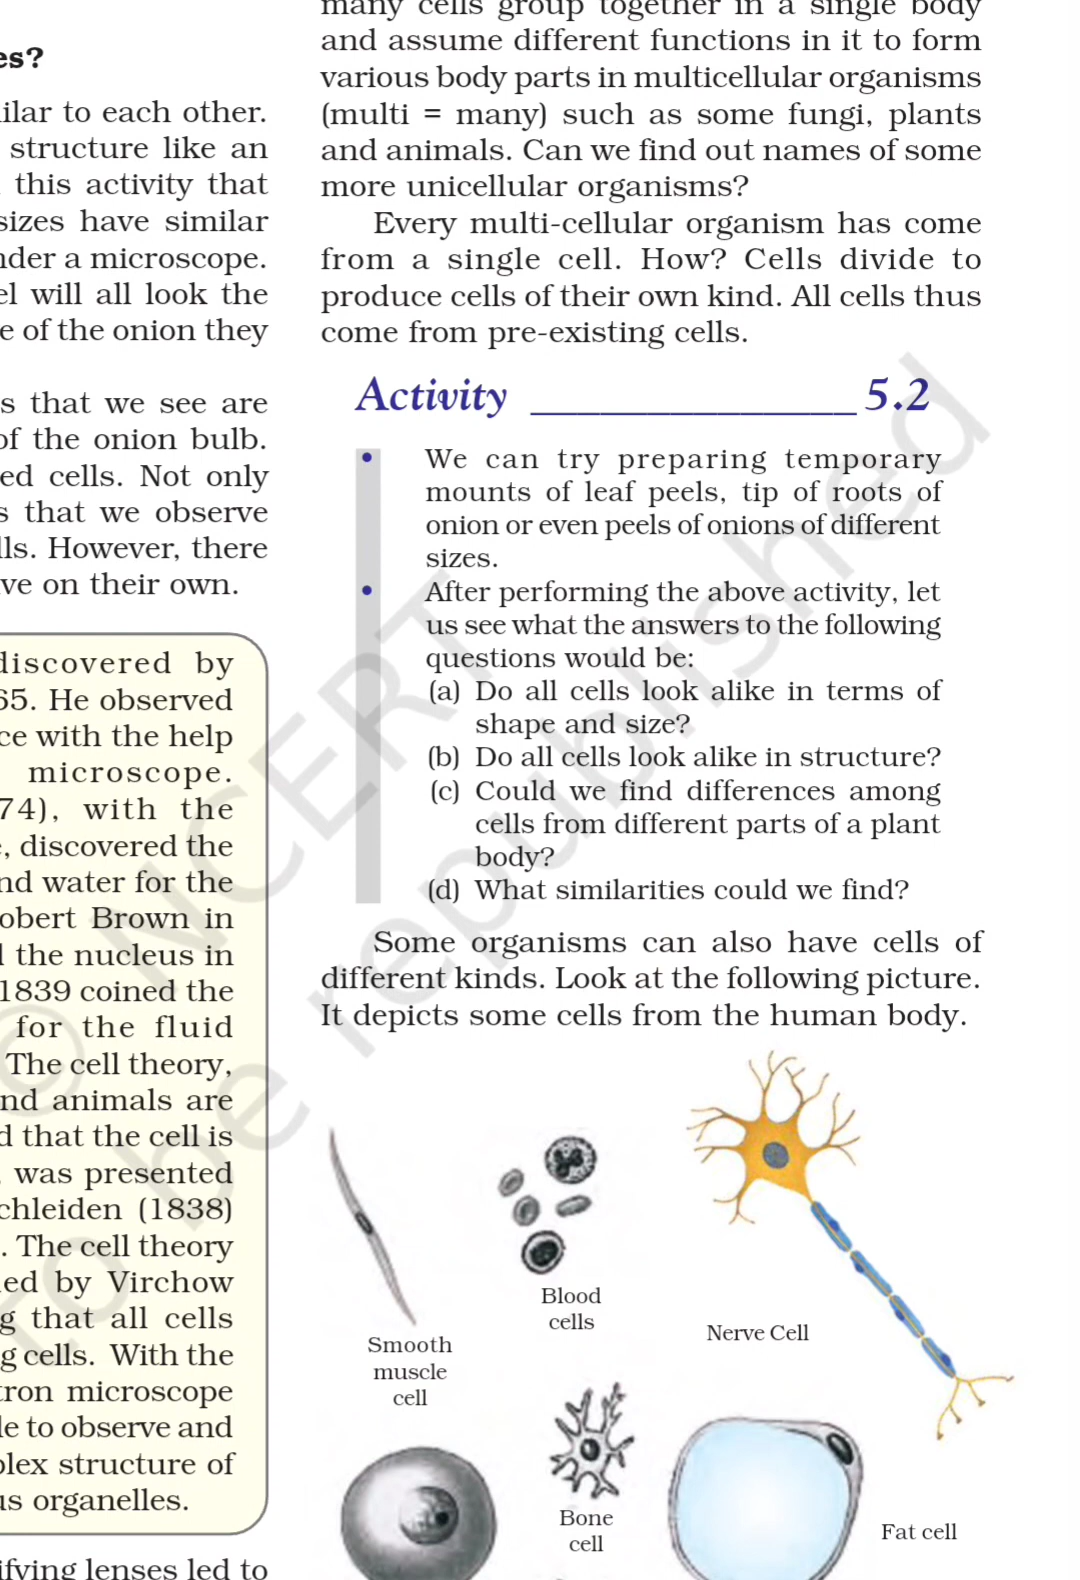 es?
ilar to each other.
structure like an
this activity that
sizes have similar
nder a microscope.
el will all look the
e of the onion they
s that we see are
of the onion bulb.
ed cells. Not only
s that we observe
lls. However, there
ve on their own.
discovered by
65. He observed
ce with the help
microscope.
74), with the
e, discovered the
nd water for the
obert Brown in
d the nucleus in
1839 coined the
for the fluid
The cell theory,
nd animals are
d that the cell is
was presented
chleiden (1838)
. The cell theory
ed by Virchow
g that all cells
g cells. With the
tron microscope
le to observe and
plex structure of
us organelles.
ifying lenses led to
many cells group together in a single body
and assume different functions in it to form
various body parts in multicellular organisms
(multi = many) such as some fungi, plants
and animals. Can we find out names of some
more unicellular organisms?
Every multi-cellular organism has come
from a single cell. How? Cells divide to
produce cells of their own kind. All cells thus
come from pre-existing cells.
Activity ______________ 5.2
• We can try preparing temporary
mounts of leaf peels, tip of roots of
onion or even peels of onions of different
sizes.
• After performing the above activity, let
us see what the answers to the following
questions would be:
(a) Do all cells look alike in terms of
shape and size?
(b) Do all cells look alike in structure?
(c) Could we find differences among
cells from different parts of a plant
body?
(d) What similarities could we find?
Some organisms can also have cells of
different kinds. Look at the following picture.
It depicts some cells from the human body.
Smooth
muscle
cell
Blood
cells
Nerve Cell
Bone
cell
Fat cell
© NCERT
to be republished